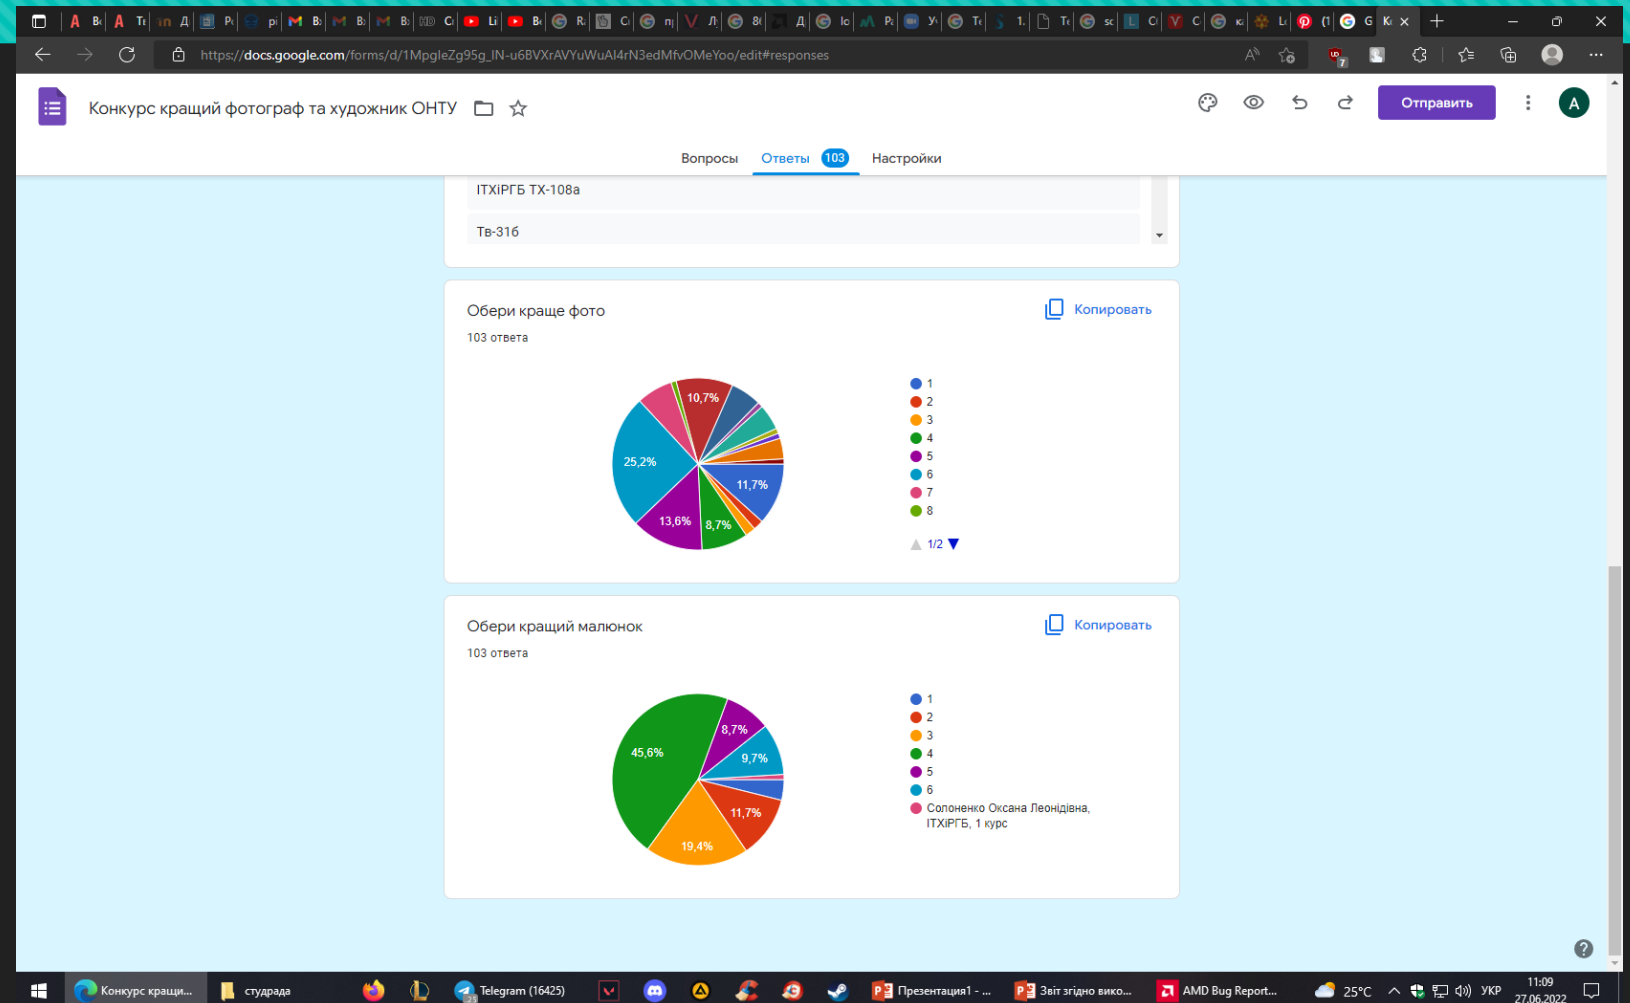 https://docs.google.com/forms/d/1MpgleZg95g_IN-u6BVXrAVYuWuAI4rN3edMfvOMeYoo/edit#responses
Конкурс кращий фотограф та художник ОНТУ
Отправить
A
Вопросы Ответы 103 Настройки
ІТХіРГБ ТХ-108а
Тв-31б
Обери краще фото
Копировать
103 ответа
10,7%
25,2%
11,7%
13,6%
8,7%
1
2
3
4
5
6
7
8
1/2
Обери кращий малюнок
Копировать
103 ответа
45,6%
8,7%
9,7%
11,7%
19,4%
1
2
3
4
5
6
Солоненко Оксана Леонідівна,
ІТХіРГБ, 1 курс
Конкурс кращи...
студрада
Telegram (16425)
Презентация1 - ...
Звіт згідно вико...
AMD Bug Report...
25°C
УКР
11:09
27.06.2022